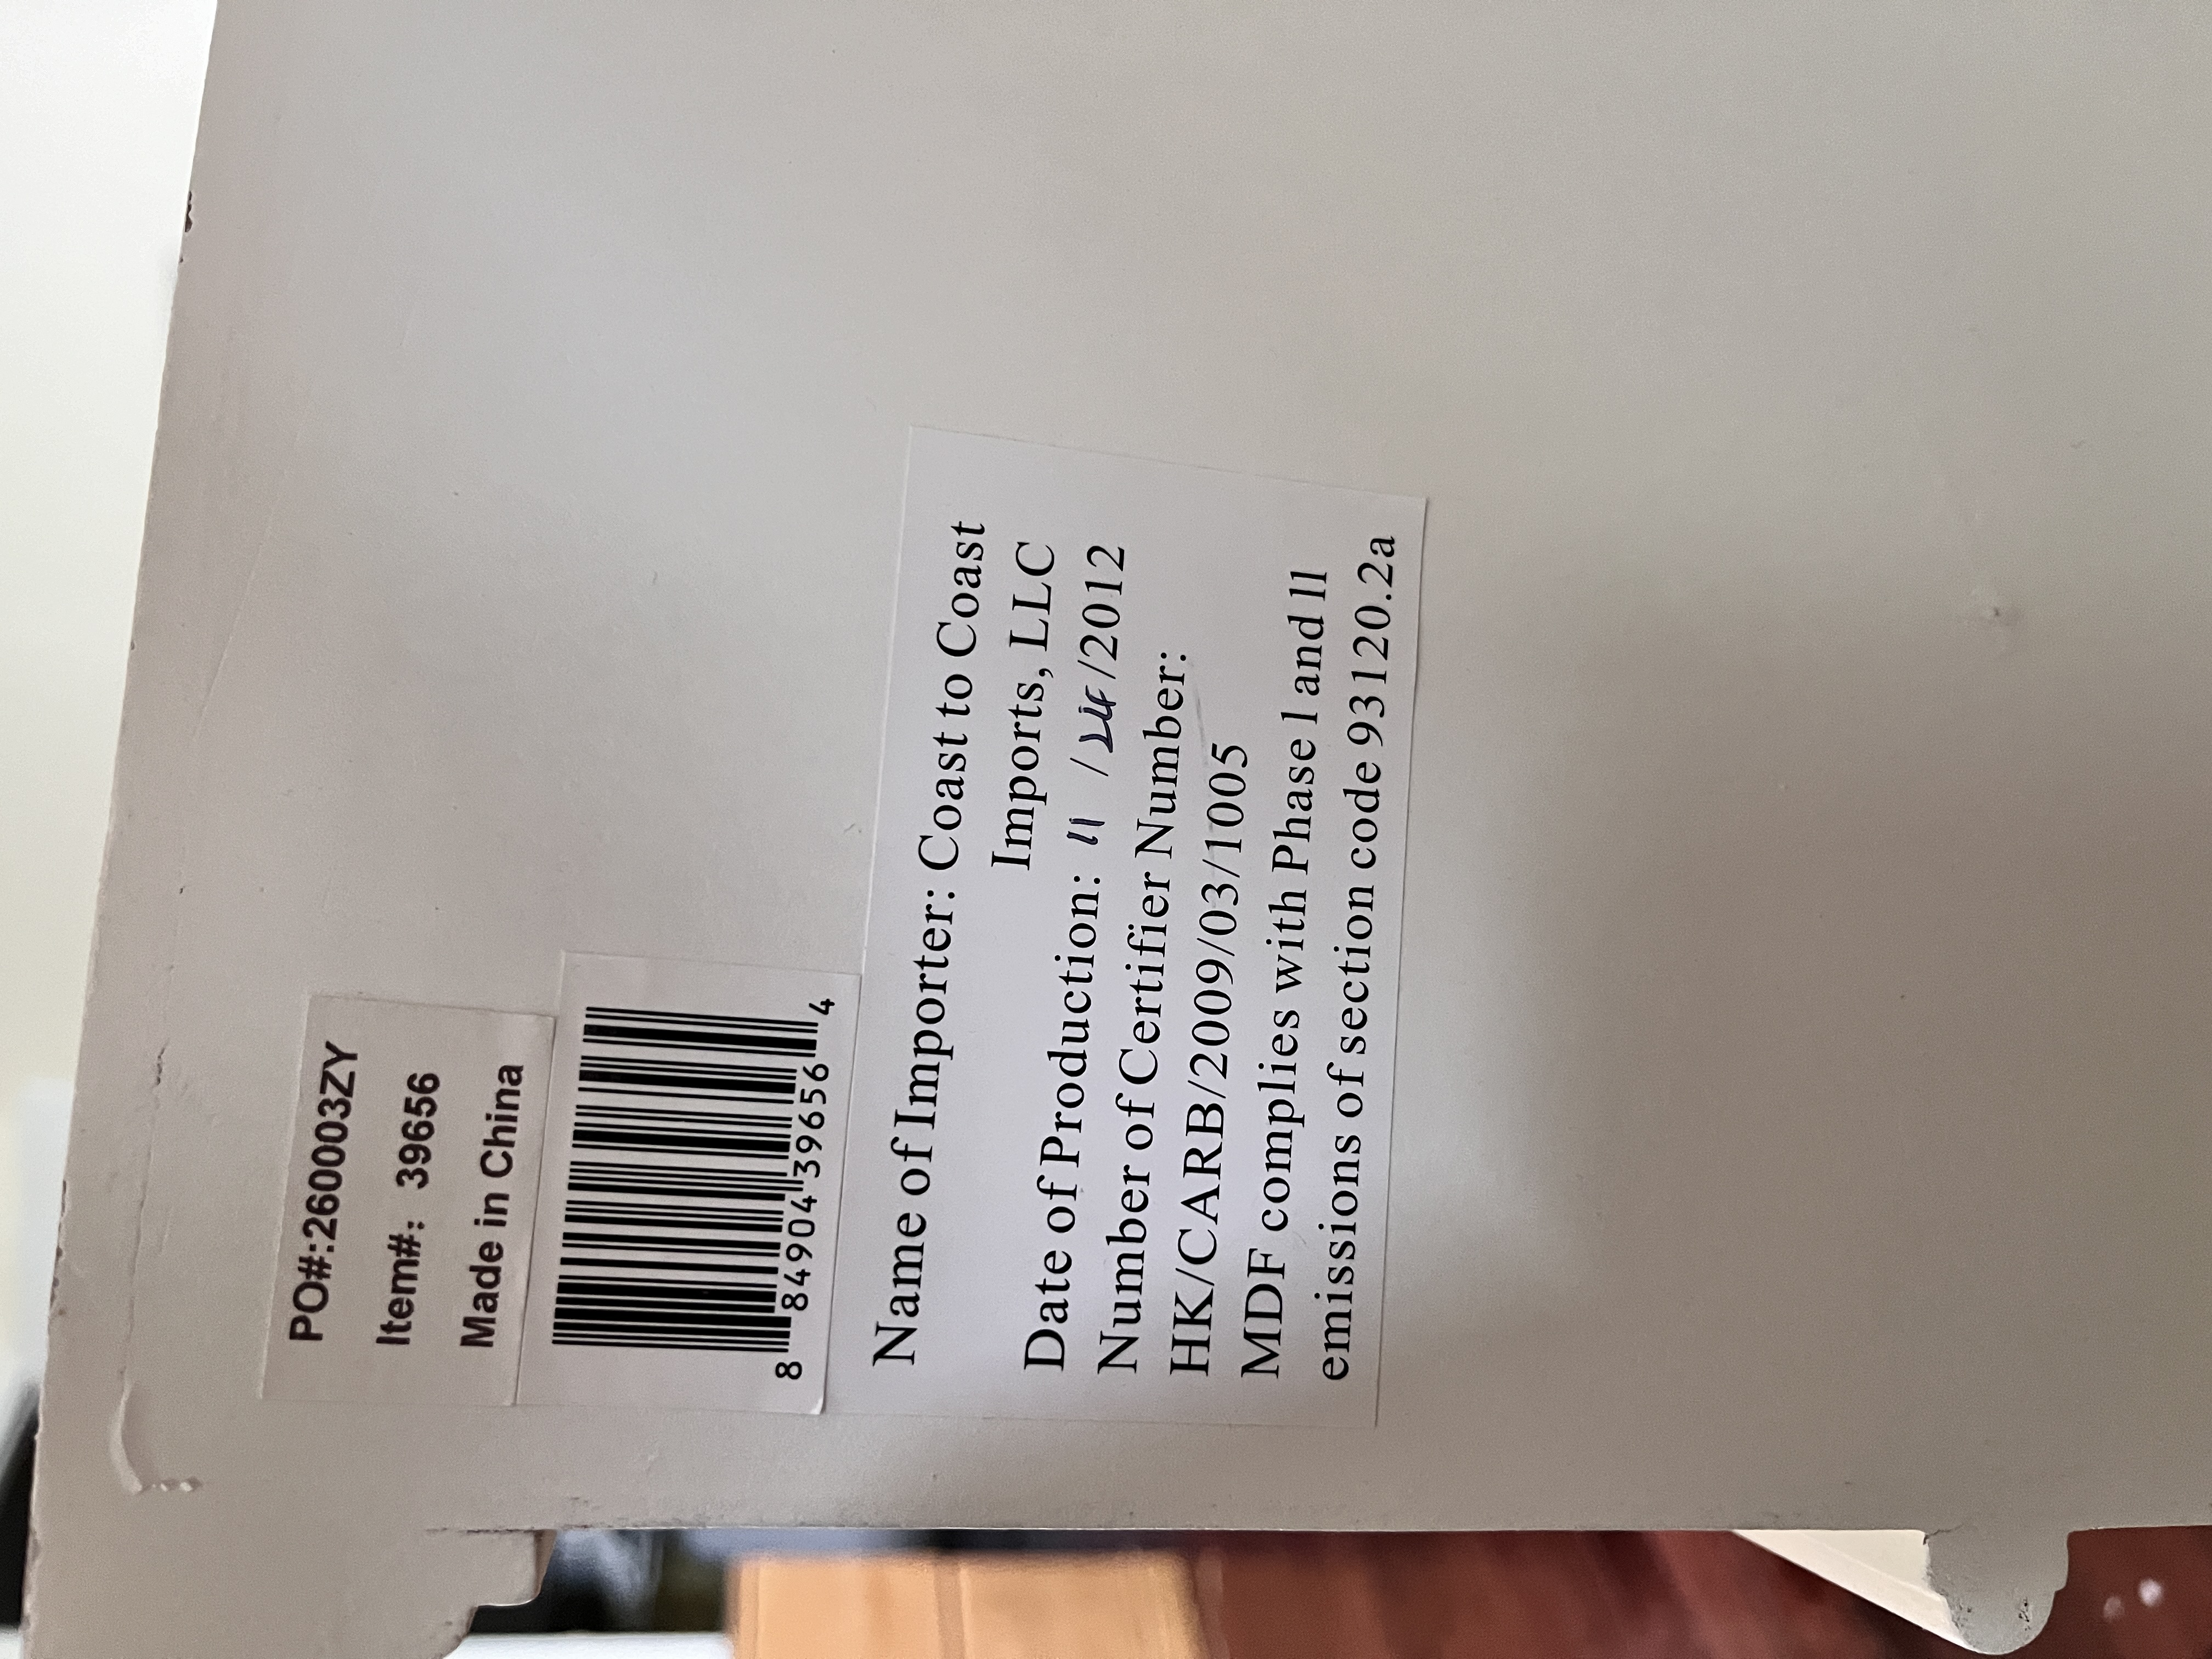 PO#:260003ZY
Item#: 39656
Made in China
8 84904 39656 4
Name of Importer: Coast to Coast
Imports, LLC
Date of Production: 11 /24/2012
Number of Certifier Number:
HK/CARB/2009/03/1005
MDF complies with Phase l and ll
emissions of section code 93120.2a